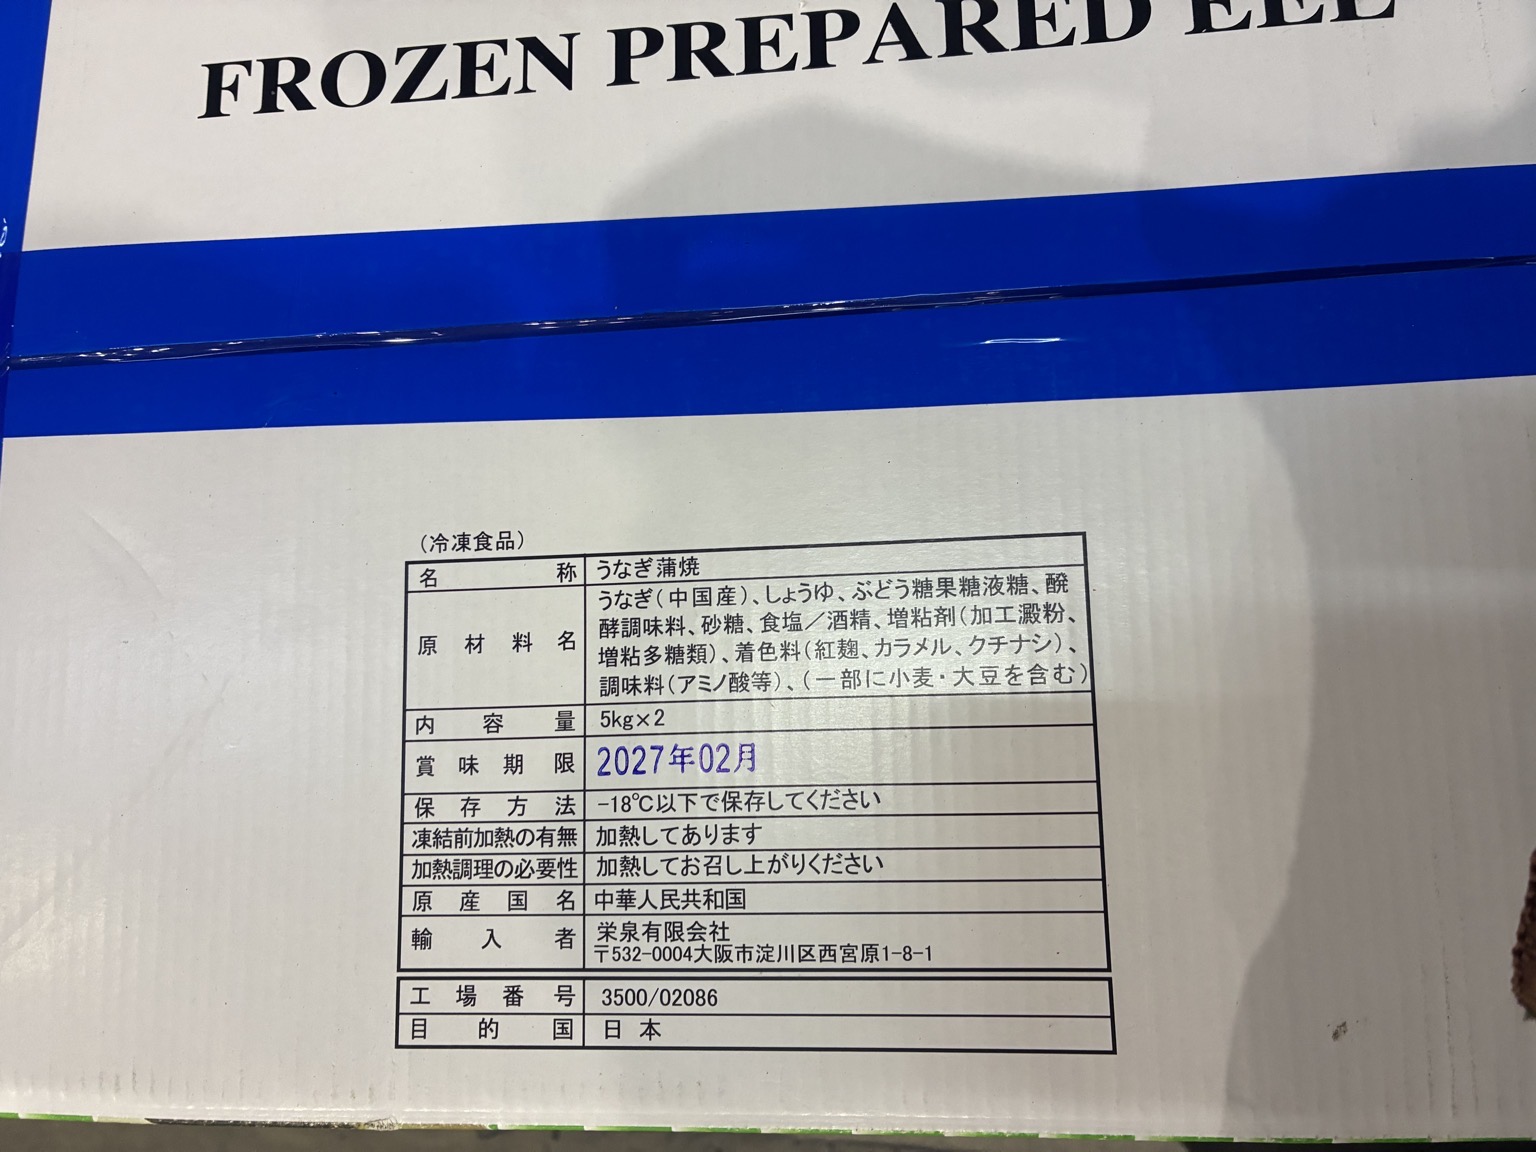 FROZEN PREPARED EEL
(冷凍食品)
名称 うなぎ蒲焼
原材料名 うなぎ(中国産)、しょうゆ、ぶどう糖果糖液糖、醗
酵調味料、砂糖、食塩/酒精、増粘剤(加工澱粉、
増粘多糖類)、着色料(紅麹、カラメル、クチナシ)、
調味料(アミノ酸等)、(一部に小麦・大豆を含む)
内容量 5kg×2
賞味期限 2027年02月
保存方法 -18℃以下で保存してください
凍結前加熱の有無 加熱してあります
加熱調理の必要性 加熱してお召し上がりください
原産国名 中華人民共和国
輸入者 栄泉有限会社
〒532-0004大阪市淀川区西宮原1-8-1
工場番号 3500/02086
目的国 日本